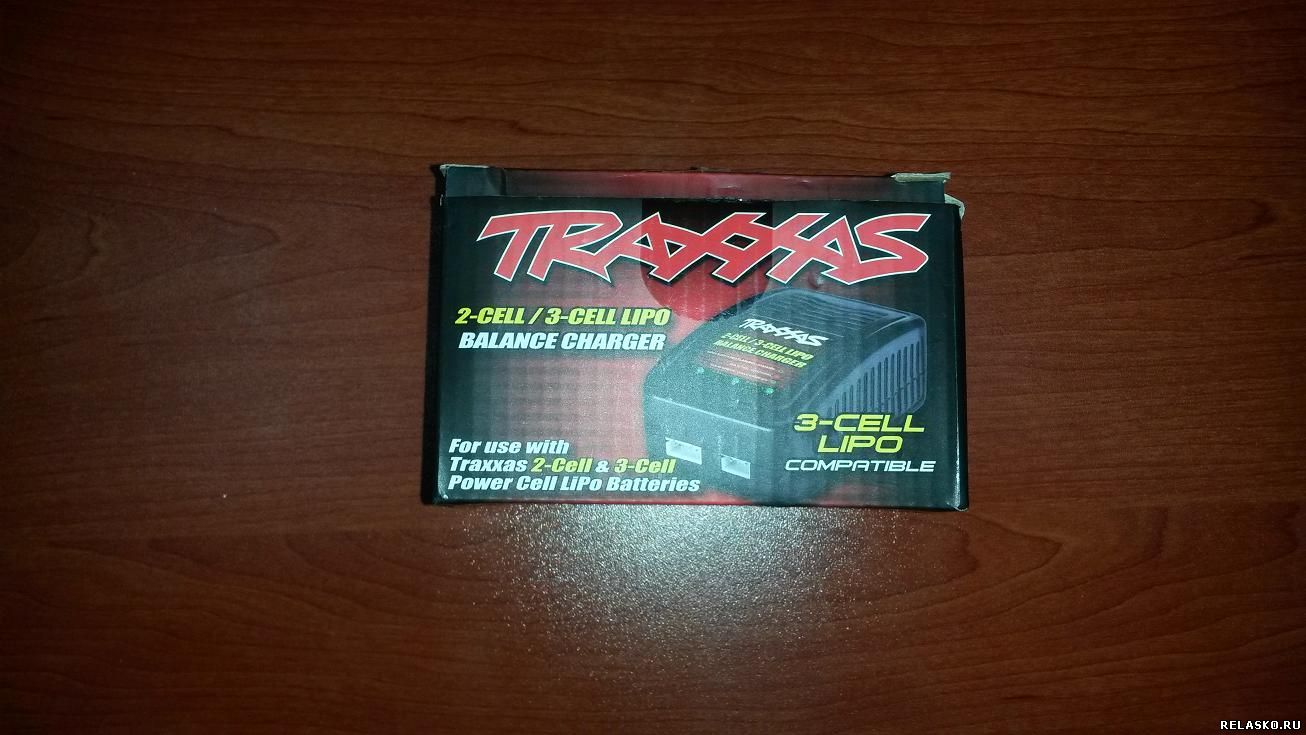 TRAXXAS
2-CELL / 3-CELL LIPO
BALANCE CHARGER
TRAXXAS
2-CELL / 3-CELL LIPO
BALANCE CHARGER
3-CELL
LIPO
COMPATIBLE
For use with
Traxxas 2-Cell & 3-Cell
Power Cell LiPo Batteries
RELASKO.RU